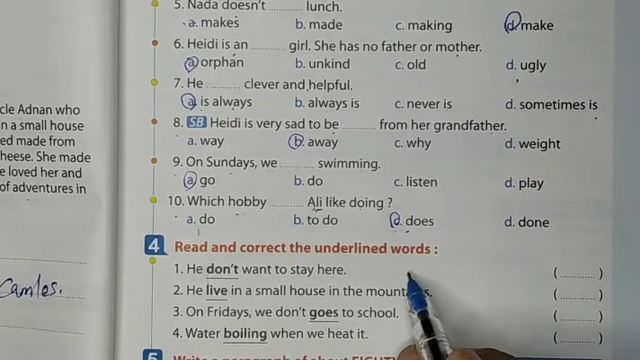 5. Nada doesn't ............ lunch.
a. makes b. made c. making d. make
6. Heidi is an ............ girl. She has no father or mother.
a. orphan b. unkind c. old d. ugly
7. He ............ clever and helpful.
a. is always b. always is c. never is d. sometimes is
8. SB Heidi is very sad to be ............ from her grandfather.
a. way b. away c. why d. weight
9. On Sundays, we ............ swimming.
a. go b. do c. listen d. play
10. Which hobby ............ Ali like doing ?
a. do b. to do c. does d. done
cle Adnan who
n a small house
ed made from
heese. She made
e loved her and
of adventures in
Camles.
4 Read and correct the underlined words :
1. He don't want to stay here. (............)
2. He live in a small house in the (............)
3. On Fridays, we don't goes to school. (............)
4. Water boiling when we heat it. (............)
5 Write a paragraph of about